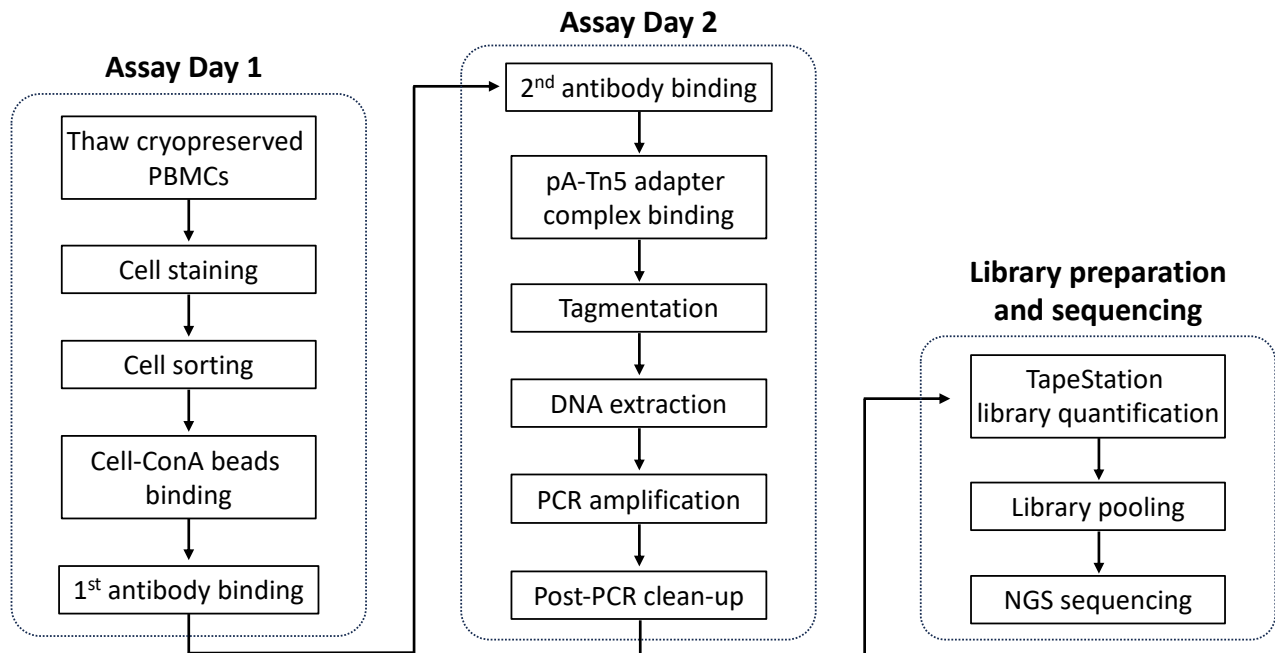 Assay Day 1
Thaw cryopreserved
PBMCs
Cell staining
Cell sorting
Cell-ConA beads
binding
1st antibody binding
Assay Day 2
2nd antibody binding
pA-Tn5 adapter
complex binding
Tagmentation
DNA extraction
PCR amplification
Post-PCR clean-up
Library preparation
and sequencing
TapeStation
library quantification
Library pooling
NGS sequencing